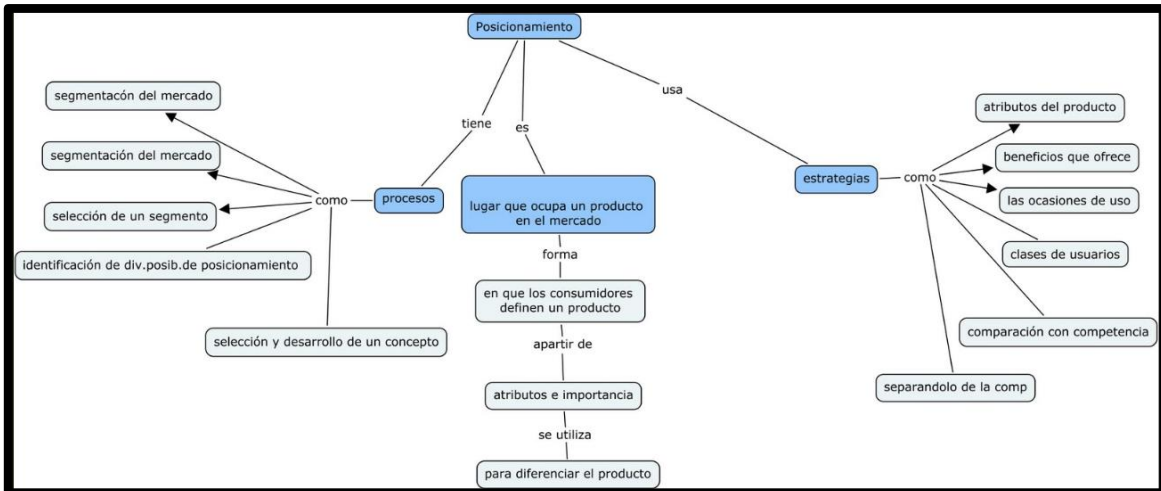 Posicionamiento
usa
tiene
es
segmentacón del mercado
segmentación del mercado
selección de un segmento
identificación de div.posib.de posicionamiento
selección y desarrollo de un concepto
como
procesos
lugar que ocupa un producto
en el mercado
forma
en que los consumidores
definen un producto
apartir de
atributos e importancia
se utiliza
para diferenciar el producto
estrategias
como
atributos del producto
beneficios que ofrece
las ocasiones de uso
clases de usuarios
comparación con competencia
separandolo de la comp